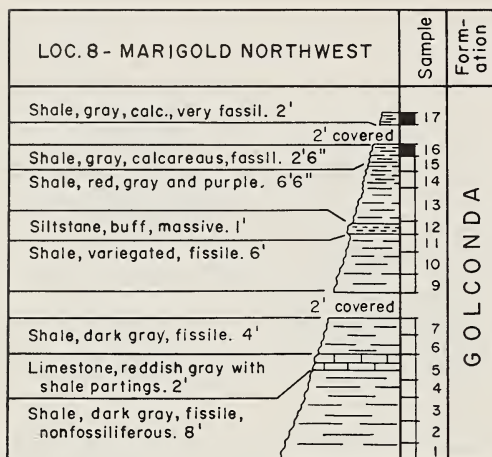 LOC. 8 - MARIGOLD NORTHWEST
Sample
Form-
ation
Shale, gray, calc., very fassil. 2'
2' covered
Shale, gray, calcareaus, fassil. 2'6"
Shale, red, gray and purple. 6'6"
Siltstane, buff, massive. 1'
Shale, variegated, fissile. 6'
2' covered
Shale, dark gray, fissile. 4'
Limestone, reddish gray with
shale partings. 2'
Shale, dark gray, fissile,
nonfossiliferous. 8'
17
16
15
14
13
12
11
10
9
7
6
5
4
3
2
1
GOLCONDA